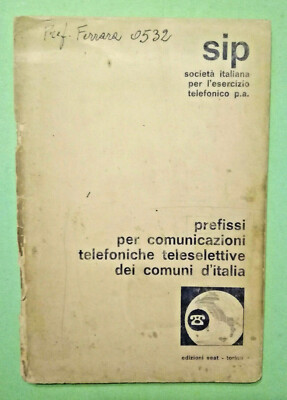 Pref. Ferrara 0532
sip
società italiana
per l'esercizio
telefonico p.a.
prefissi
per comunicazioni
telefoniche teleselettive
dei comuni d'italia
edizioni seat - torino